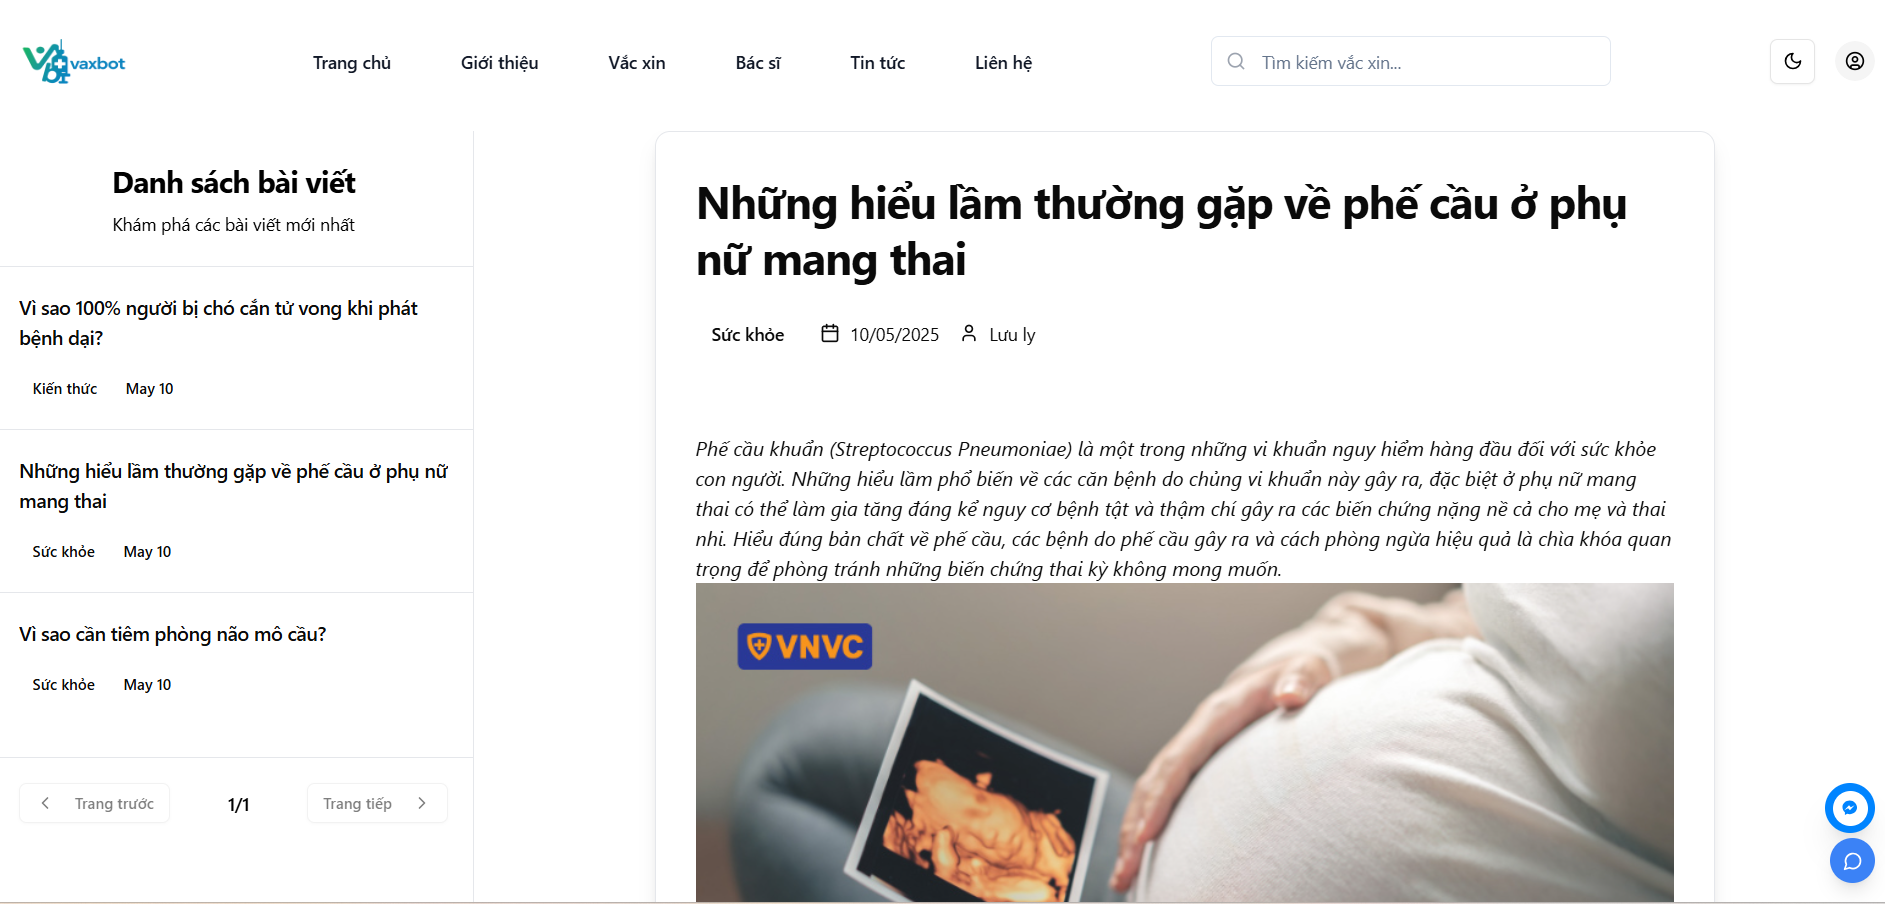 vaxbot
Trang chủ
Giới thiệu
Vắc xin
Bác sĩ
Tin tức
Liên hệ
Tìm kiếm vắc xin...
Danh sách bài viết
Khám phá các bài viết mới nhất
Vì sao 100% người bị chó cắn tử vong khi phát
bệnh dại?
Kiến thức May 10
Những hiểu lầm thường gặp về phế cầu ở phụ nữ
mang thai
Sức khỏe May 10
Vì sao cần tiêm phòng não mô cầu?
Sức khỏe May 10
Trang trước 1/1 Trang tiếp
Những hiểu lầm thường gặp về phế cầu ở phụ
nữ mang thai
Sức khỏe 10/05/2025 Lưu ly
Phế cầu khuẩn (Streptococcus Pneumoniae) là một trong những vi khuẩn nguy hiểm hàng đầu đối với sức khỏe
con người. Những hiểu lầm phổ biến về các căn bệnh do chủng vi khuẩn này gây ra, đặc biệt ở phụ nữ mang
thai có thể làm gia tăng đáng kể nguy cơ bệnh tật và thậm chí gây ra các biến chứng nặng nề cả cho mẹ và thai
nhi. Hiểu đúng bản chất về phế cầu, các bệnh do phế cầu gây ra và cách phòng ngừa hiệu quả là chìa khóa quan
trọng để phòng tránh những biến chứng thai kỳ không mong muốn.
VNVC